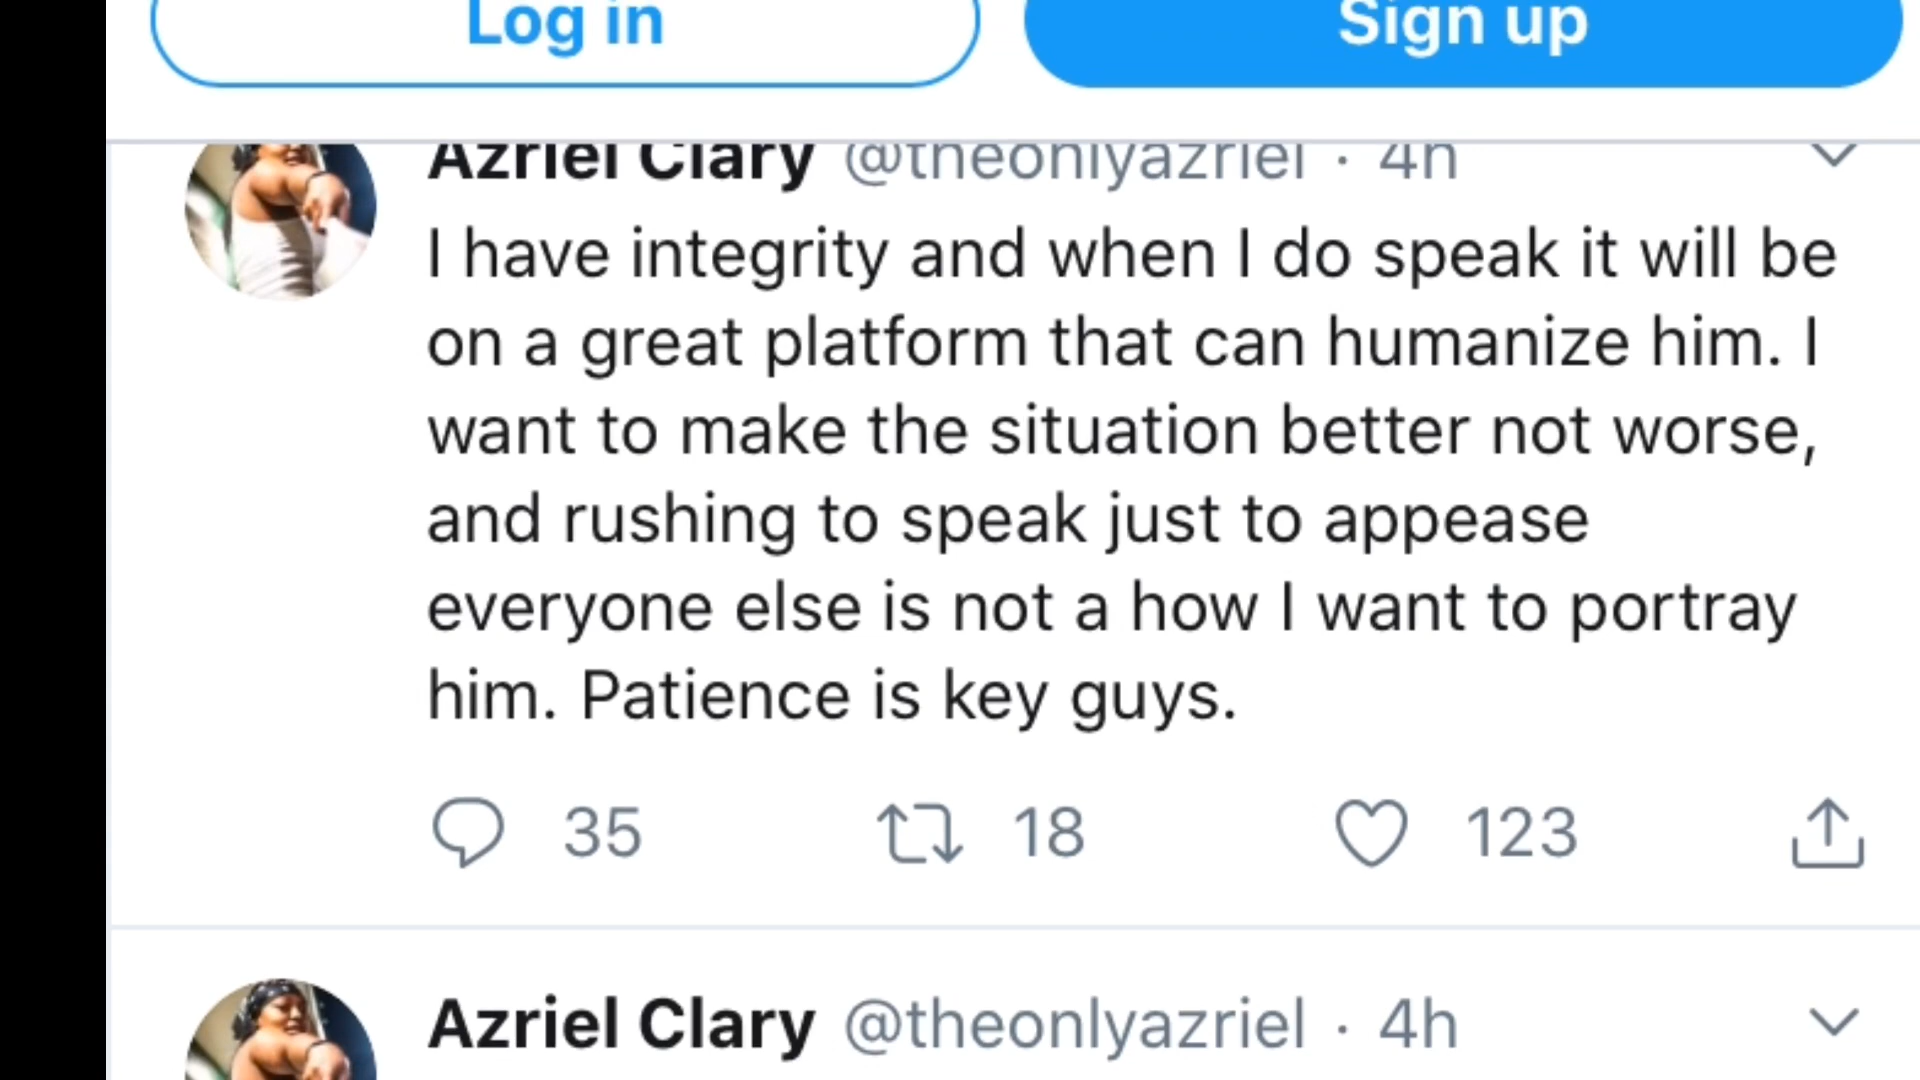 Log in
Sign up
Azriel Clary @theonlyazriel · 4h
I have integrity and when I do speak it will be
on a great platform that can humanize him. I
want to make the situation better not worse,
and rushing to speak just to appease
everyone else is not a how I want to portray
him. Patience is key guys.
35
18
123
Azriel Clary @theonlyazriel · 4h